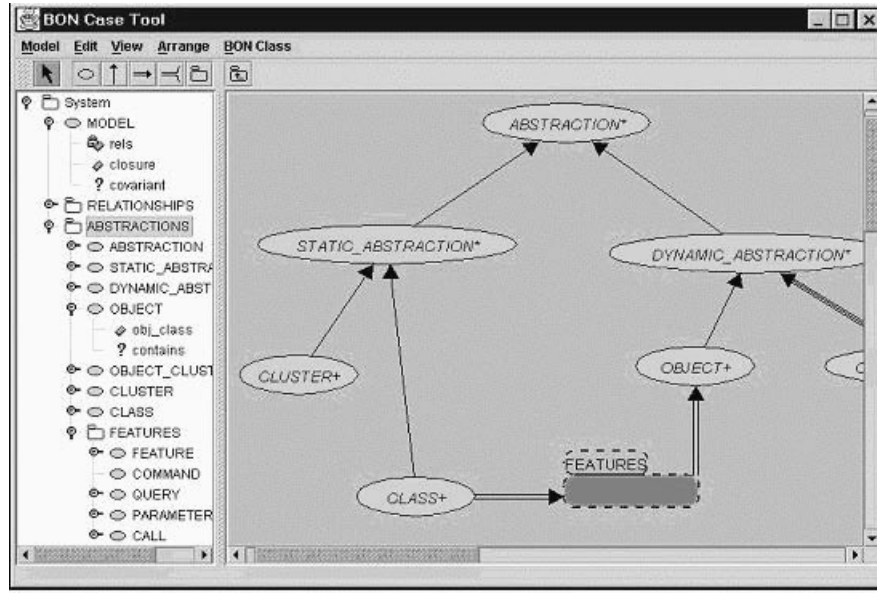 BON Case Tool
Model Edit View Arrange BON Class
System
MODEL
rels
closure
? covariant
RELATIONSHIPS
ABSTRACTIONS
ABSTRACTION
STATIC_ABSTRA
DYNAMIC_ABST
OBJECT
obj_class
? contains
OBJECT_CLUST
CLUSTER
CLASS
FEATURES
FEATURE
COMMAND
QUERY
PARAMETER
CALL
ABSTRACTION*
STATIC_ABSTRACTION*
DYNAMIC_ABSTRACTION*
CLUSTER+
OBJECT+
FEATURES
CLASS+